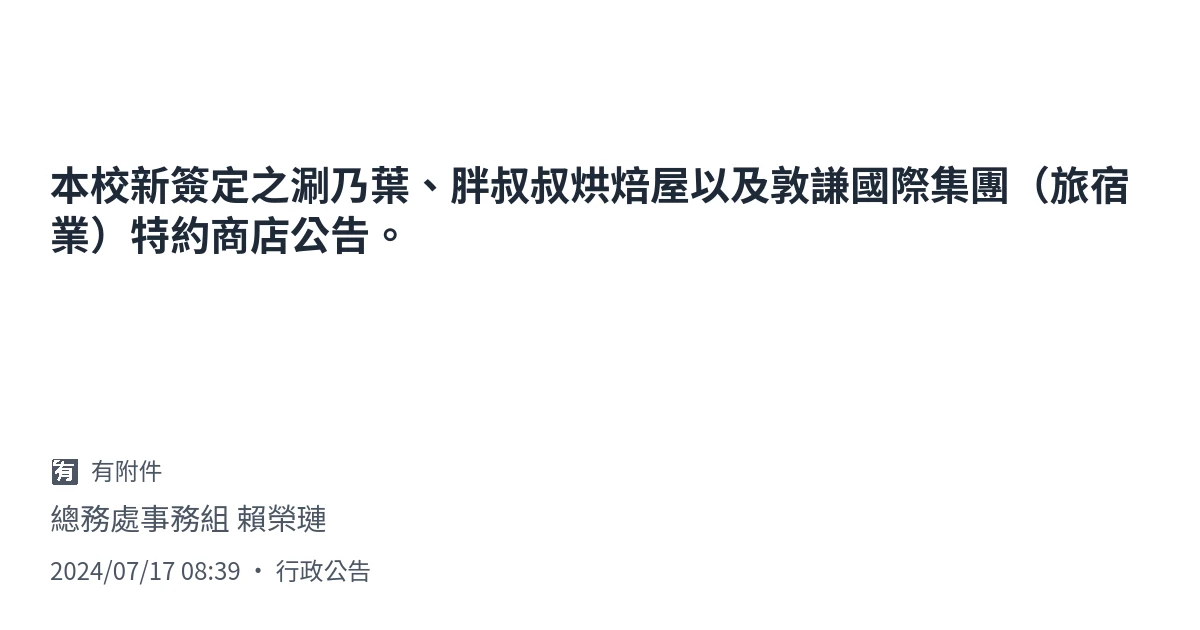 本校新簽定之涮乃葉、胖叔叔烘焙屋以及敦謙國際集團（旅宿
業）特約商店公告。
有 有附件
總務處事務組 賴榮璉
2024/07/17 08:39 • 行政公告